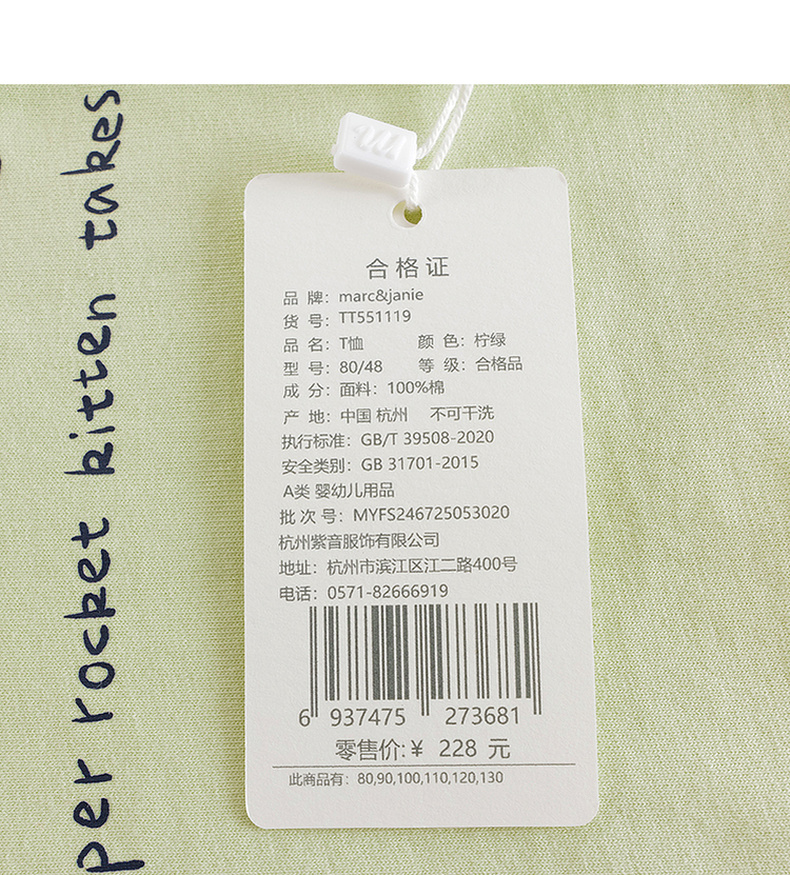 per rocket kitten takes
合格证
品 牌: marc&janie
货 号: TT551119
品 名: T恤 颜 色: 柠绿
型 号: 80/48 等 级: 合格品
成 分: 面料: 100%棉
产 地: 中国 杭州 不可干洗
执行标准: GB/T 39508-2020
安全类别: GB 31701-2015
A类 婴幼儿用品
批 次 号: MYFS246725053020
杭州紫音服饰有限公司
地址: 杭州市滨江区江二路400号
电话: 0571-82666919
6 937475 273681
零售价:¥ 228 元
此商品有: 80,90,100,110,120,130